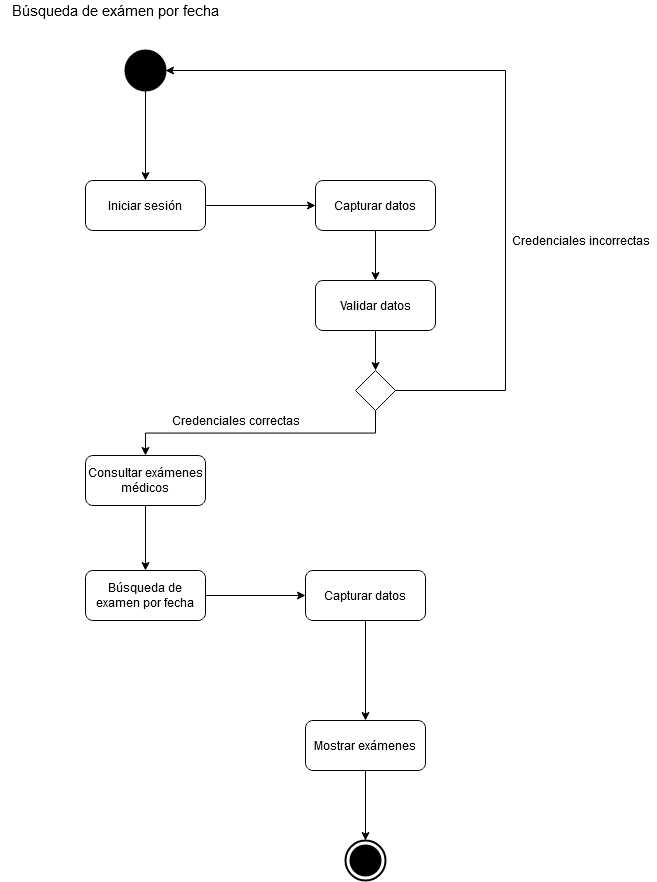 Búsqueda de exámen por fecha
Iniciar sesión
Capturar datos
Credenciales incorrectas
Validar datos
Credenciales correctas
Consultar exámenes
médicos
Búsqueda de
examen por fecha
Capturar datos
Mostrar exámenes